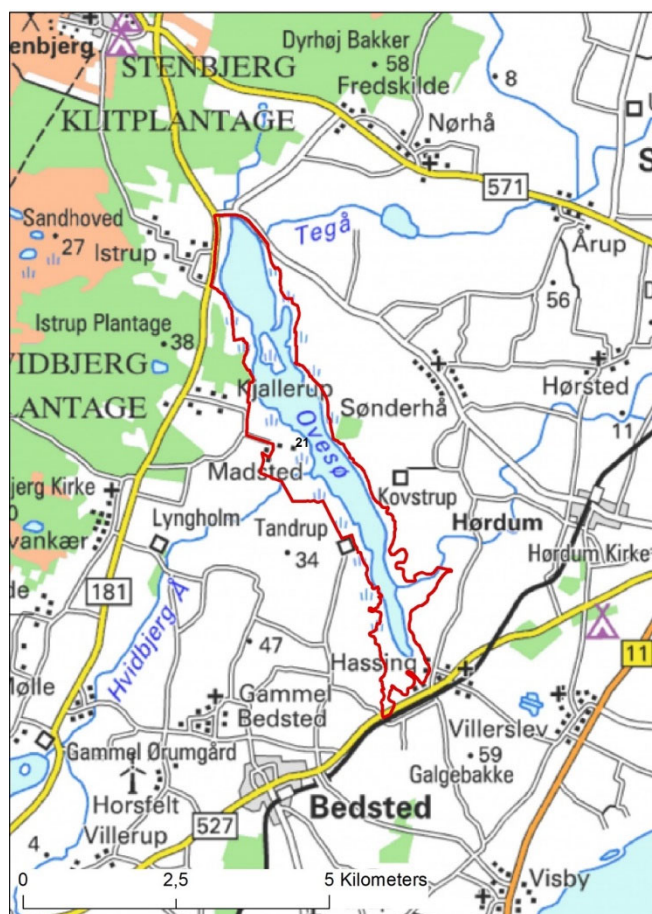 enbjerg
Dyrhøj Bakker
58
8
STENBJERG
Fredskilde
KLITPLANTAGE
Nørhå
571
S
Sandhoved
27
Istrup
Tegå
Årup
56
Istrup Plantage
38
VIDBJERG
LANTAGE
Kjallerup
Hørsted
Ovesø
Sønderhå
11
21
Madsted
jerg Kirke
Kovstrup
vankær
Lyngholm
Tandrup
Hørdum
34
Hørdum Kirke
de
181
Hvidbjerg Å
47
Hassing
11
Mølle
Gammel
Bedsted
Villerslev
Gammel Ørumgård
59
Galgebakke
Horsfelt
527
Bedsted
Villerup
4
Visby
0 2,5 5 Kilometers